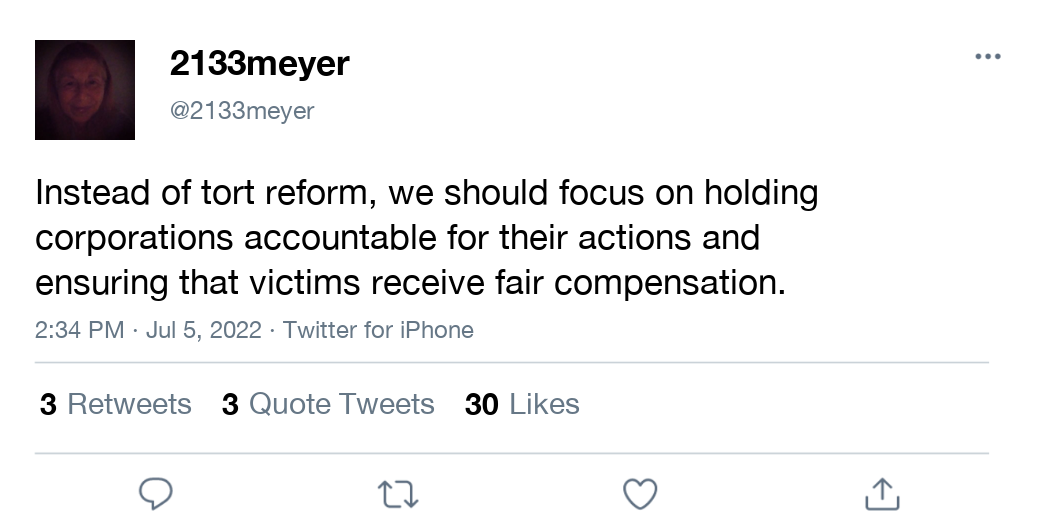 2133meyer
@2133meyer
Instead of tort reform, we should focus on holding
corporations accountable for their actions and
ensuring that victims receive fair compensation.
2:34 PM · Jul 5, 2022 · Twitter for iPhone
3 Retweets 3 Quote Tweets 30 Likes